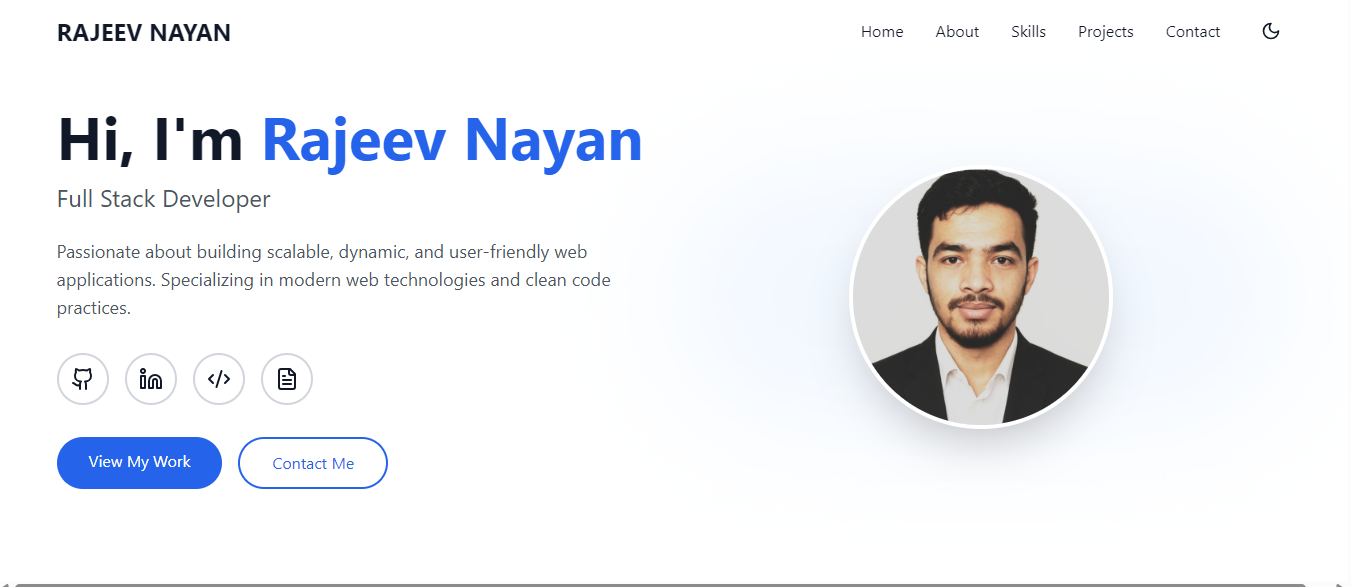 RAJEEV NAYAN
Home About Skills Projects Contact
Hi, I'm Rajeev Nayan
Full Stack Developer
Passionate about building scalable, dynamic, and user-friendly web
applications. Specializing in modern web technologies and clean code
practices.
View My Work
Contact Me